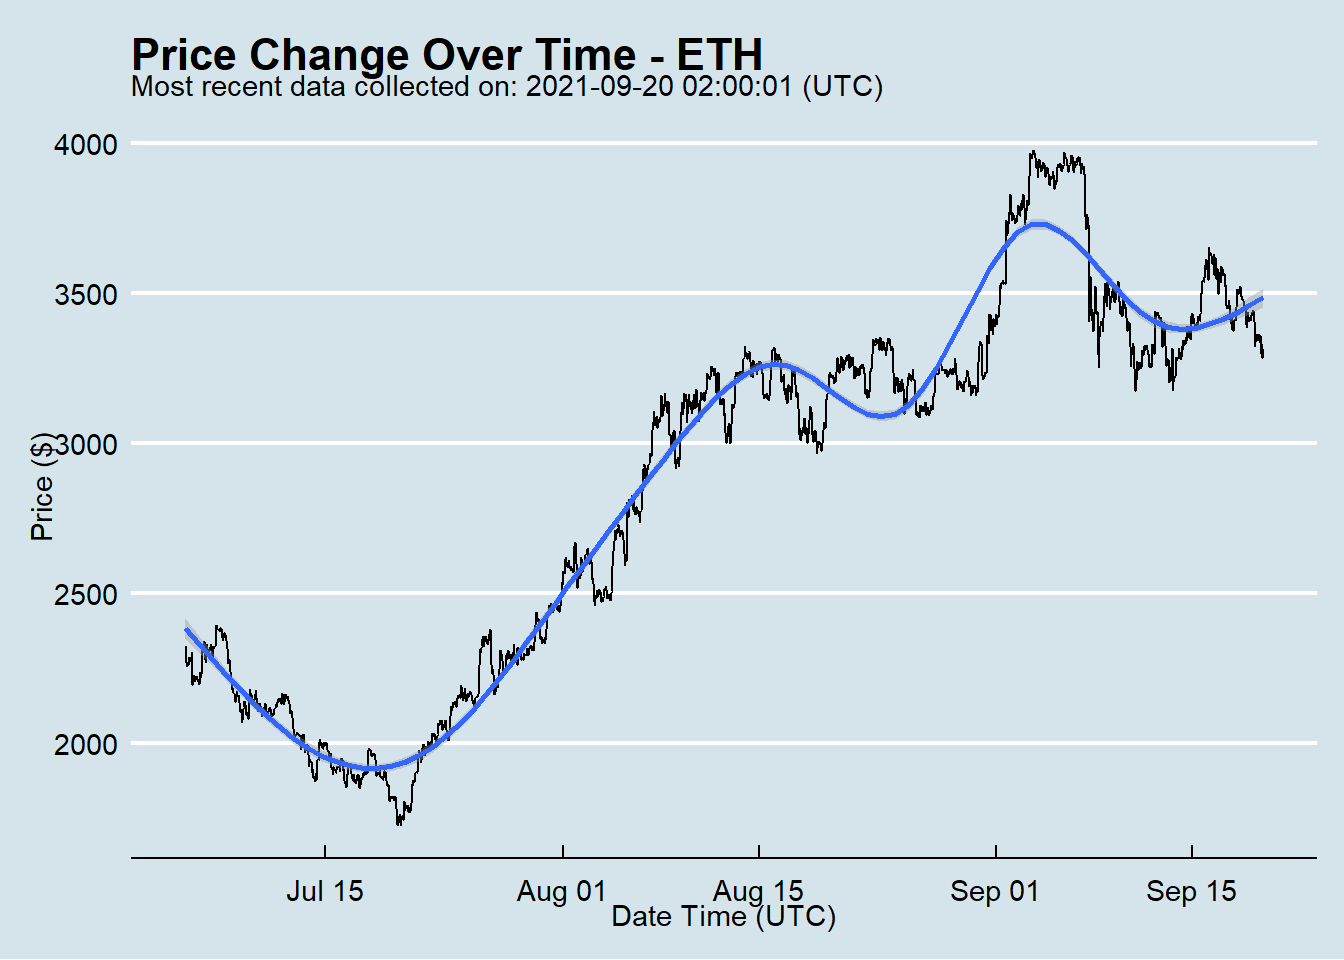 Price Change Over Time - ETH
Most recent data collected on: 2021-09-20 02:00:01 (UTC)
4000
3500
3000
2500
2000
Price ($)
Jul 15
Aug 01
Aug 15
Sep 01
Sep 15
Date Time (UTC)